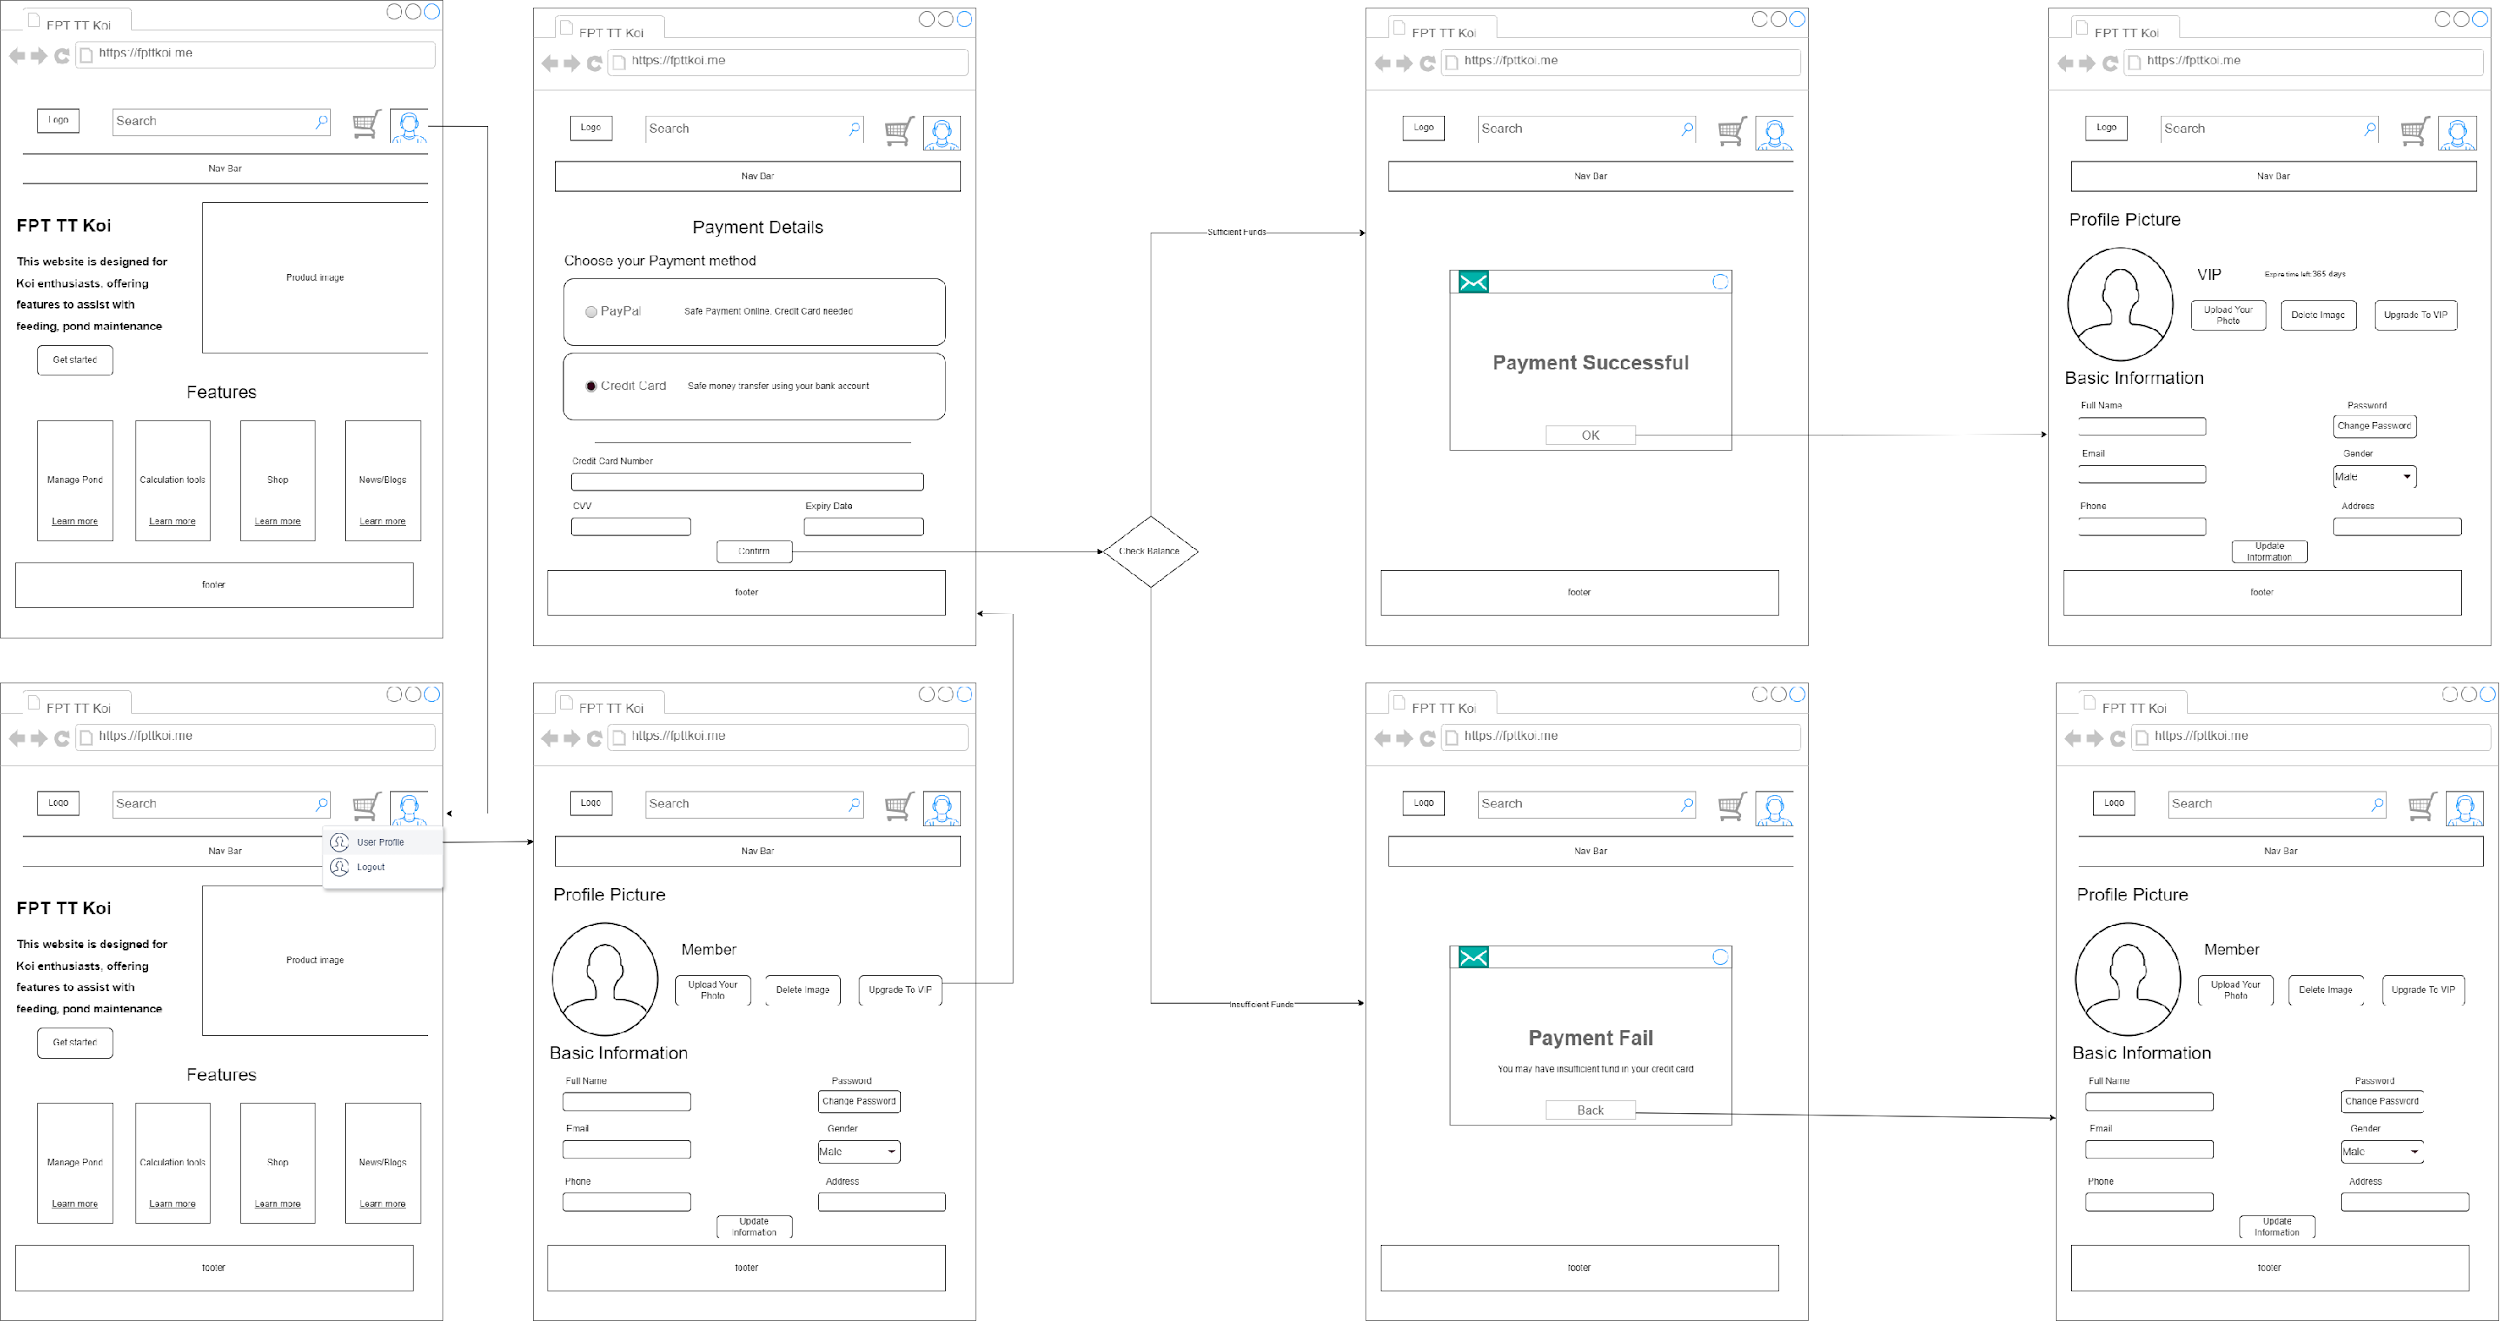 FPT TT Koi
https://fpttkoi.me
Logo
Search
Nav Bar
FPT TT Koi
This website is designed for
Koi enthusiasts, offering
features to assist with
feeding, pond maintenance
Product image
Get started
Features
Manage Pond
Calculation tools
Shop
News/Blogs
Learn more
Learn more
Learn more
Learn more
footer
FPT TT Koi
https://fpttkoi.me
Logo
Search
Nav Bar
Payment Details
Choose your Payment method
PayPal
Safe Payment Online. Credit Card needed
Credit Card
Safe money transfer using your bank account
Credit Card Number
CVV
Expiry Date
Confirm
footer
Check Balance
Sufficient Funds
Insufficient Funds
FPT TT Koi
https://fpttkoi.me
Logo
Search
Nav Bar
Payment Successful
OK
footer
FPT TT Koi
https://fpttkoi.me
Logo
Search
Nav Bar
Profile Picture
VIP
Expire time left: 365 days
Upload Your
Photo
Delete Image
Upgrade To VIP
Basic Information
Full Name
Password
Change Password
Email
Gender
Male
Phone
Address
Update
Information
footer
FPT TT Koi
https://fpttkoi.me
Logo
Search
User Profile
Nav Bar
Logout
FPT TT Koi
This website is designed for
Koi enthusiasts, offering
features to assist with
feeding, pond maintenance
Product image
Get started
Features
Manage Pond
Calculation tools
Shop
News/Blogs
Learn more
Learn more
Learn more
Learn more
footer
FPT TT Koi
https://fpttkoi.me
Logo
Search
Nav Bar
Profile Picture
Member
Upload Your
Photo
Delete Image
Upgrade To VIP
Basic Information
Full Name
Password
Change Password
Email
Gender
Male
Phone
Address
Update
Information
footer
FPT TT Koi
https://fpttkoi.me
Logo
Search
Nav Bar
Payment Fail
You may have insufficient fund in your credit card
Back
footer
FPT TT Koi
https://fpttkoi.me
Logo
Search
Nav Bar
Profile Picture
Member
Upload Your
Photo
Delete Image
Upgrade To VIP
Basic Information
Full Name
Password
Change Password
Email
Gender
Male
Phone
Address
Update
Information
footer